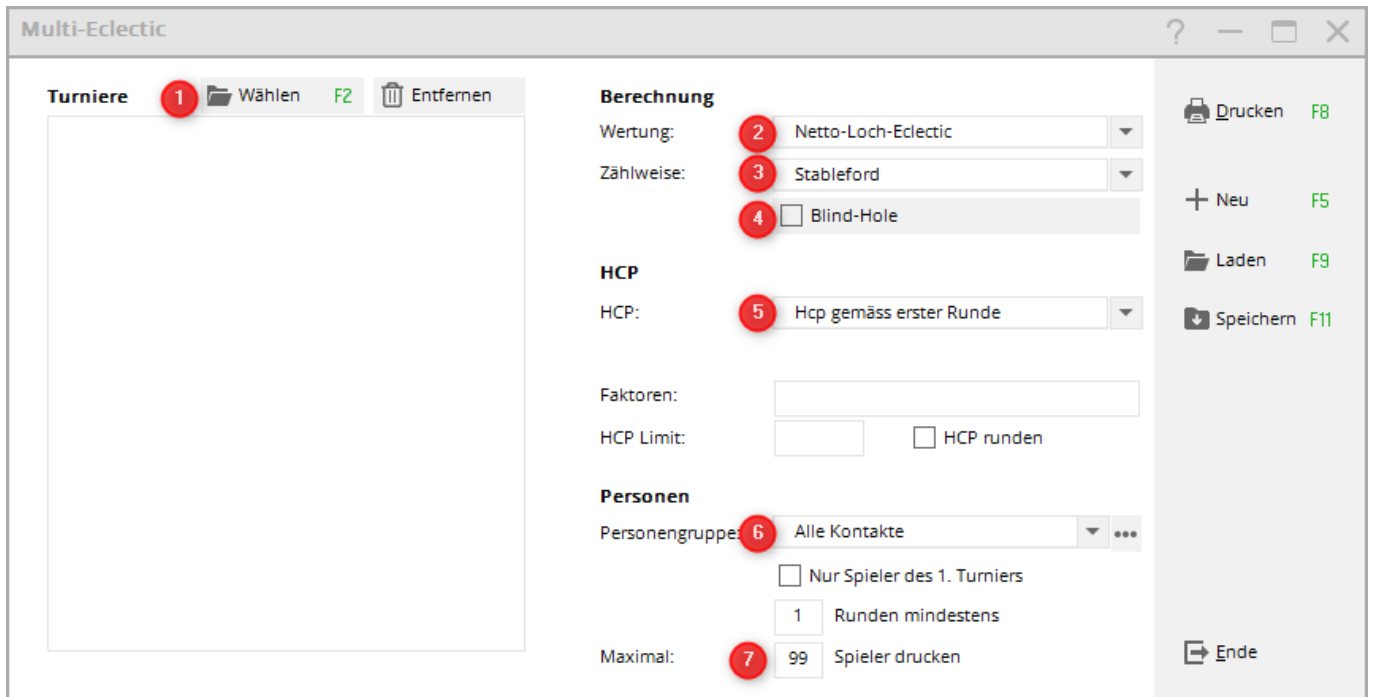 Multi-Eclectic ?
Turniere 1 Wählen F2 Entfernen
Berechnung
Wertung: 2 Netto-Loch-Eclectic
Zählweise: 3 Stableford
4 Blind-Hole
HCP
HCP: 5 Hcp gemäss erster Runde
Faktoren:
HCP Limit: HCP runden
Personen
Personengruppe: 6 Alle Kontakte
Nur Spieler des 1. Turniers
1 Runden mindestens
Maximal: 7 99 Spieler drucken
Drucken F8
Neu F5
Laden F9
Speichern F11
Ende